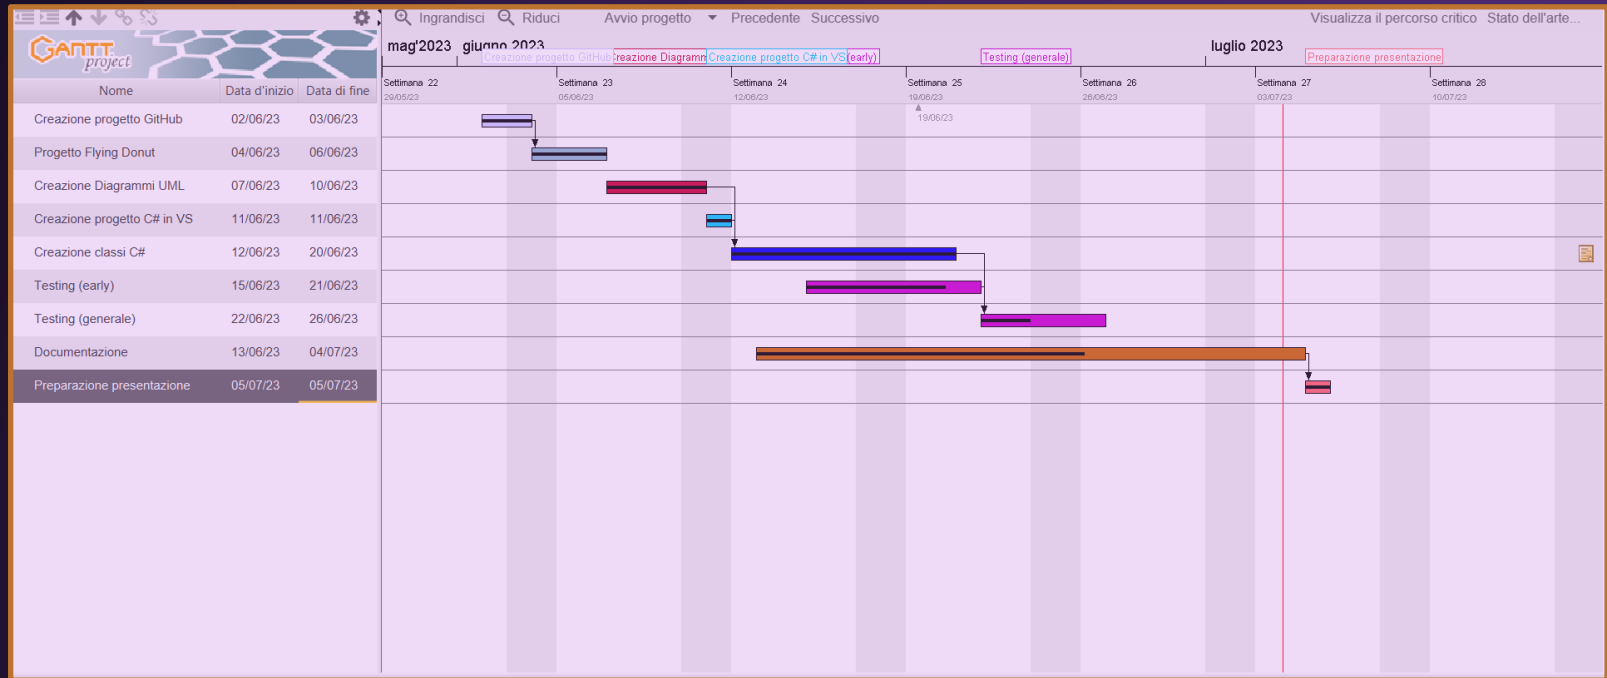 Ingrandisci Riduci Avvio progetto Precedente Successivo Visualizza il percorso critico Stato dell'arte...
GANTT project
mag'2023 giugno 2023 luglio 2023
Creazione progetto GitHub Creazione Diagramm Creazione progetto C# in VS (early) Testing (generale) Preparazione presentazione
Nome Data d'inizio Data di fine
Settimana 22 Settimana 23 Settimana 24 Settimana 25 Settimana 26 Settimana 27 Settimana 28
29/05/23 05/06/23 12/06/23 19/06/23 26/06/23 03/07/23 10/07/23
19/06/23
Creazione progetto GitHub 02/06/23 03/06/23
Progetto Flying Donut 04/06/23 06/06/23
Creazione Diagrammi UML 07/06/23 10/06/23
Creazione progetto C# in VS 11/06/23 11/06/23
Creazione classi C# 12/06/23 20/06/23
Testing (early) 15/06/23 21/06/23
Testing (generale) 22/06/23 26/06/23
Documentazione 13/06/23 04/07/23
Preparazione presentazione 05/07/23 05/07/23